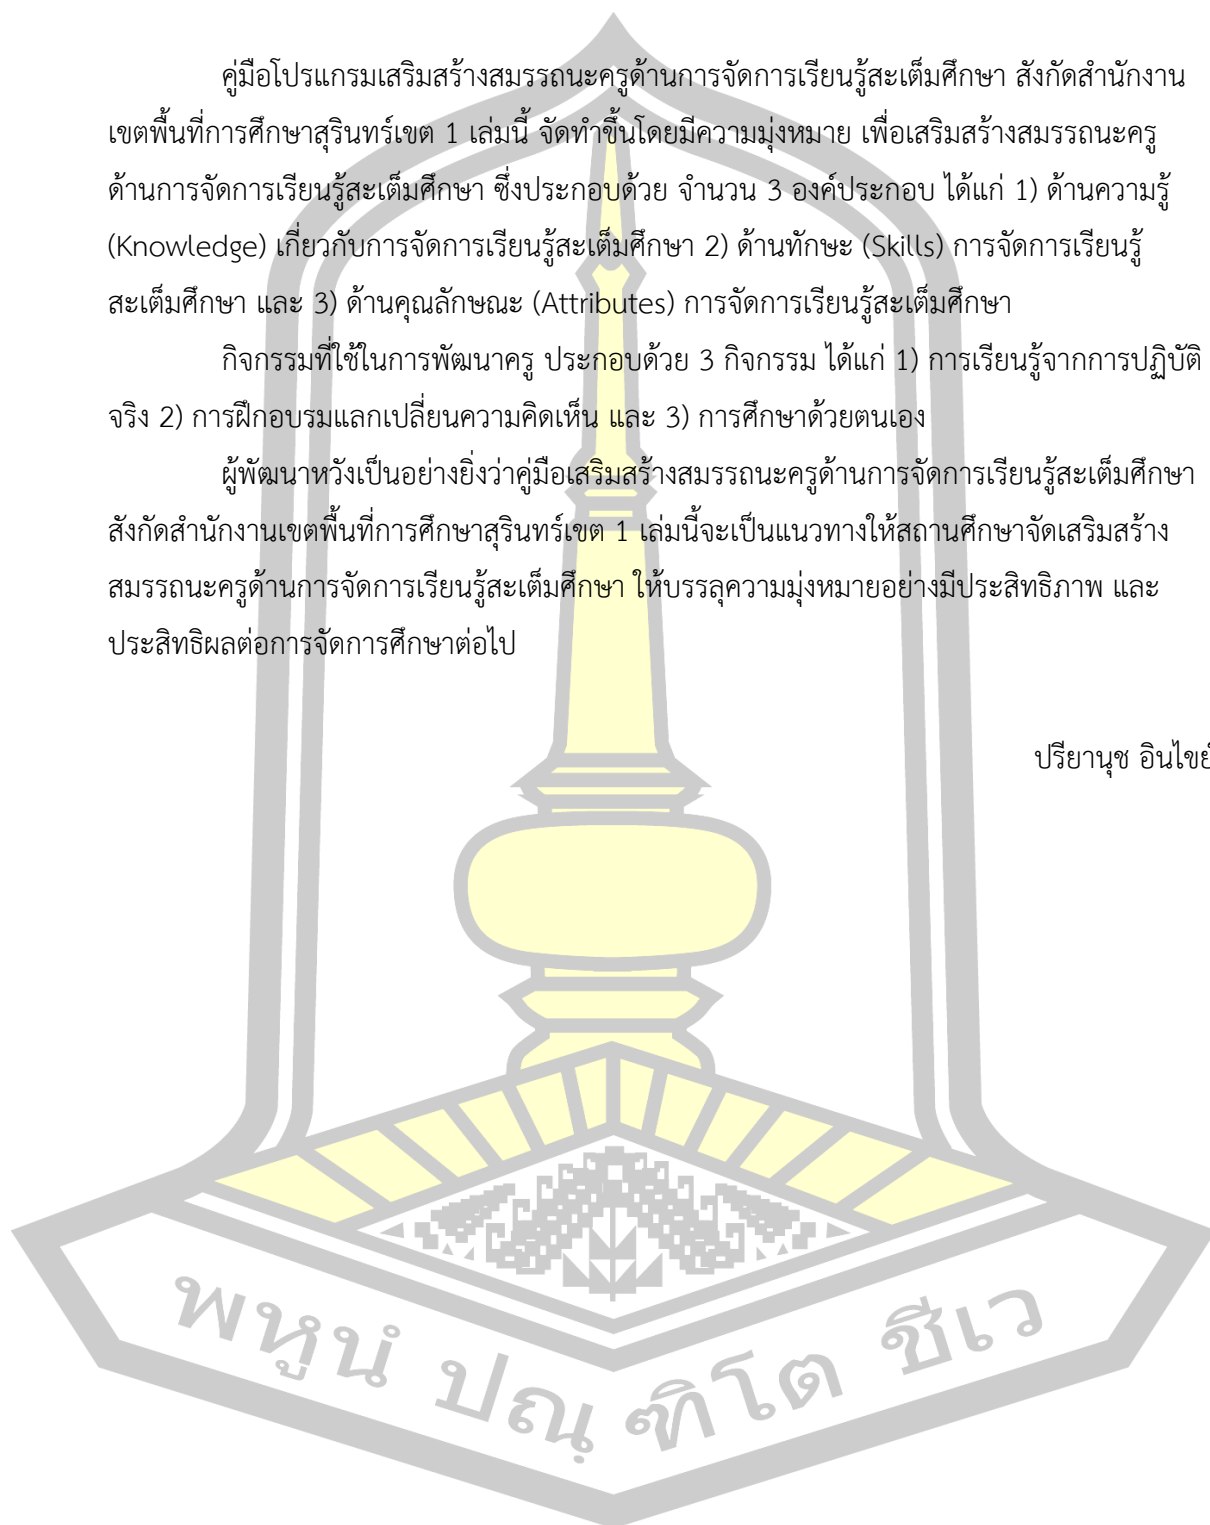 คู่มือโปรแกรมเสริมสร้างสมรรถนะครูด้านการจัดการเรียนรู้สะเต็มศึกษา สังกัดสำนักงาน
เขตพื้นที่การศึกษาสุรินทร์เขต 1 เล่มนี้ จัดทำขึ้นโดยมีความมุ่งหมาย เพื่อเสริมสร้างสมรรถนะครู
ด้านการจัดการเรียนรู้สะเต็มศึกษา ซึ่งประกอบด้วย จำนวน 3 องค์ประกอบ ได้แก่ 1) ด้านความรู้
(Knowledge) เกี่ยวกับการจัดการเรียนรู้สะเต็มศึกษา 2) ด้านทักษะ (Skills) การจัดการเรียนรู้
สะเต็มศึกษา และ 3) ด้านคุณลักษณะ (Attributes) การจัดการเรียนรู้สะเต็มศึกษา
กิจกรรมที่ใช้ในการพัฒนาครู ประกอบด้วย 3 กิจกรรม ได้แก่ 1) การเรียนรู้จากการปฏิบัติ
จริง 2) การฝึกอบรมแลกเปลี่ยนความคิดเห็น และ 3) การศึกษาด้วยตนเอง
ผู้พัฒนาหวังเป็นอย่างยิ่งว่าคู่มือเสริมสร้างสมรรถนะครูด้านการจัดการเรียนรู้สะเต็มศึกษา
สังกัดสำนักงานเขตพื้นที่การศึกษาสุรินทร์เขต 1 เล่มนี้จะเป็นแนวทางให้สถานศึกษาจัดเสริมสร้าง
สมรรถนะครูด้านการจัดการเรียนรู้สะเต็มศึกษา ให้บรรลุความมุ่งหมายอย่างมีประสิทธิภาพ และ
ประสิทธิผลต่อการจัดการศึกษาต่อไป
ปรียานุช อินไขย์
พหูนํ ปณฺฑิโต ชีเว